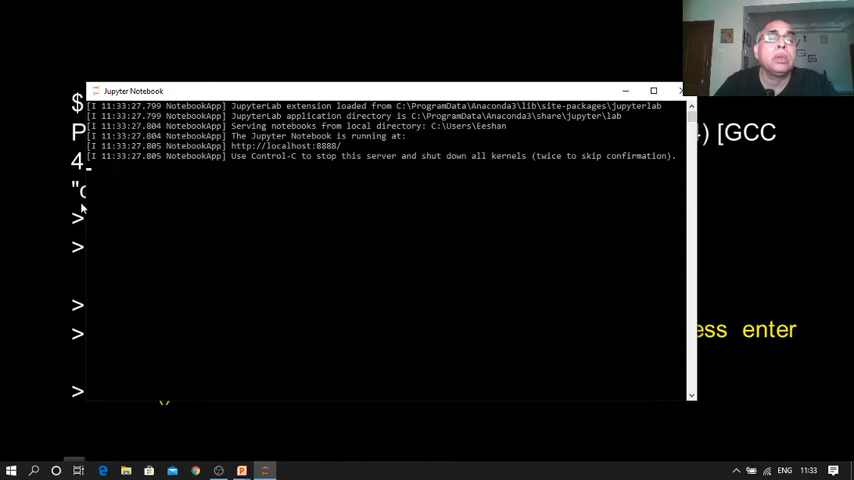 Jupyter Notebook
$
[I 11:33:27.799 NotebookApp] JupyterLab extension loaded from C:\ProgramData\Anaconda3\lib\site-packages\jupyterlab
[I 11:33:27.799 NotebookApp] JupyterLab application directory is C:\ProgramData\Anaconda3\share\jupyter\lab
[I 11:33:27.804 NotebookApp] Serving notebooks from local directory: C:\Users\Eeshan
[I 11:33:27.804 NotebookApp] The Jupyter Notebook is running at:
[I 11:33:27.805 NotebookApp] http://localhost:8888/
[I 11:33:27.805 NotebookApp] Use Control-C to stop this server and shut down all kernels (twice to skip confirmation).
P ) [GCC
4
"c
>
>
>
> ess enter
>
ENG 11:33